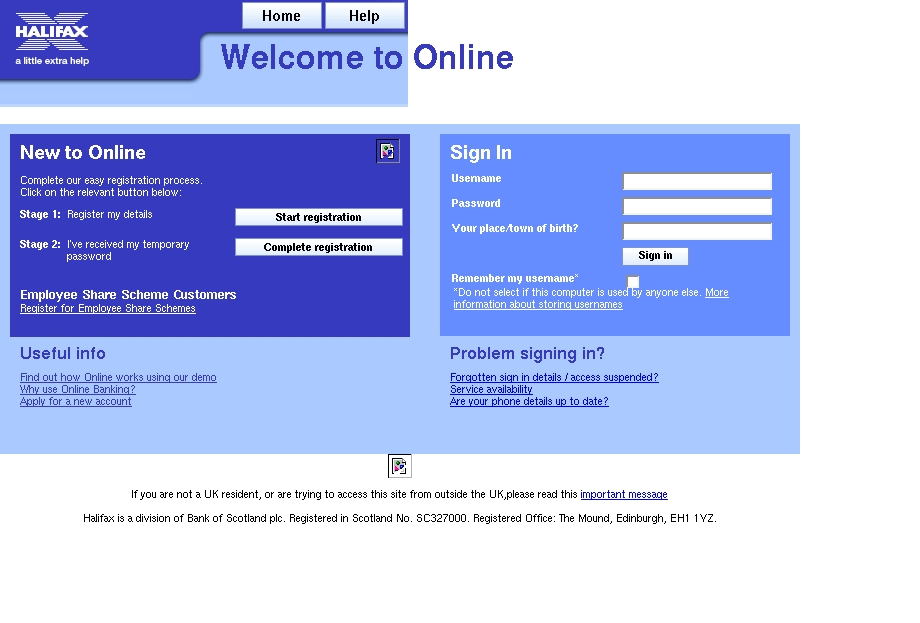 Home Help
HALIFAX
a little extra help
Welcome to Online
New to Online
Complete our easy registration process.
Click on the relevant button below:
Stage 1: Register my details
Start registration
Stage 2: I've received my temporary
password
Complete registration
Employee Share Scheme Customers
Register for Employee Share Schemes
Sign In
Username
Password
Your place/town of birth?
Sign in
Remember my username*
*Do not select if this computer is used by anyone else. More
information about storing usernames
Useful info
Find out how Online works using our demo
Why use Online Banking?
Apply for a new account
Problem signing in?
Forgotten sign in details / access suspended?
Service availability
Are your phone details up to date?
If you are not a UK resident, or are trying to access this site from outside the UK,please read this important message
Halifax is a division of Bank of Scotland plc. Registered in Scotland No. SC327000. Registered Office: The Mound, Edinburgh, EH1 1YZ.